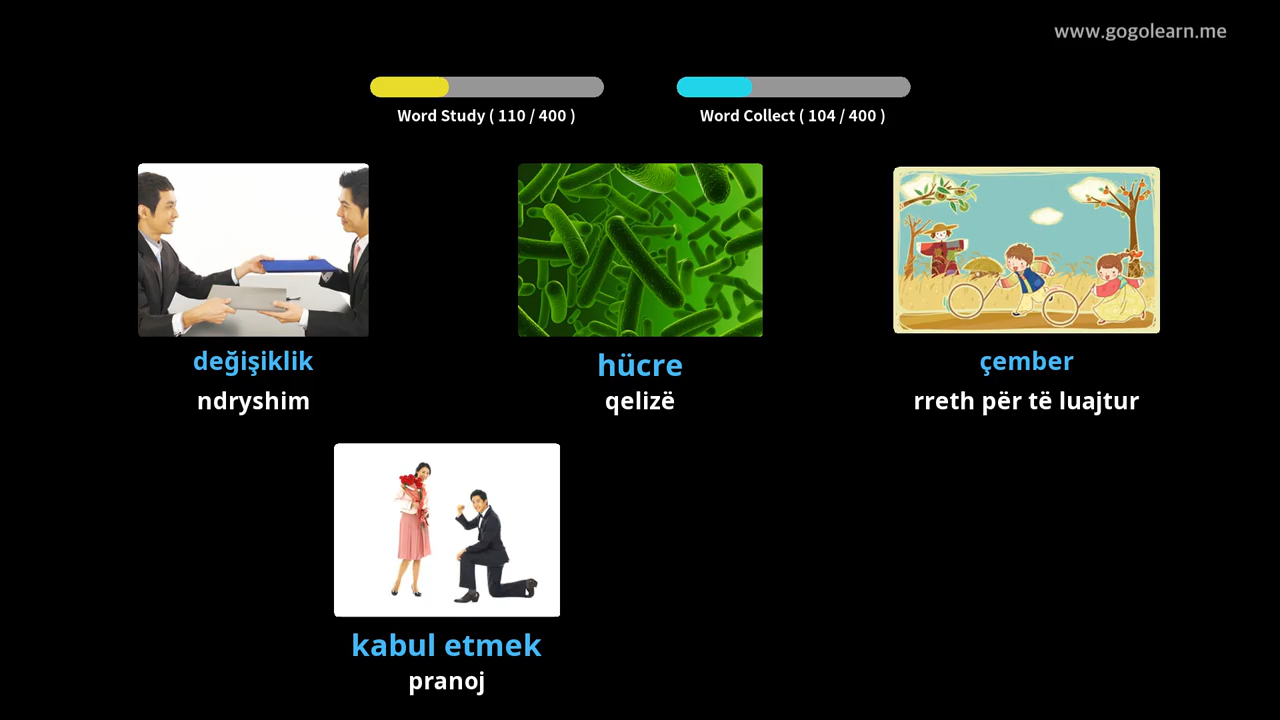 www.gogolearn.me
Word Study ( 110 / 400 )
Word Collect ( 104 / 400 )
değişiklik
ndryshim
hücre
qelizë
çember
rreth për të luajtur
kabul etmek
pranoj